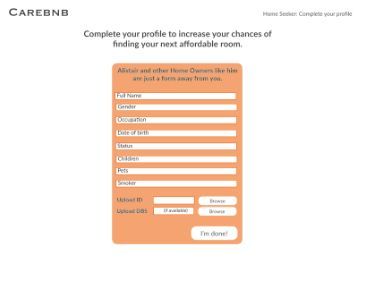 CAREBNB
Home Seeker: Complete your profile
Complete your profile to increase your chances of
finding your next affordable room.
Alistair and other Home Owners like him
are just a form away from you.
Full Name
Gender
Occupation
Date of birth
Status
Children
Pets
Smoker
Upload ID
Browse
Upload DBS
(if available)
Browse
I'm done!